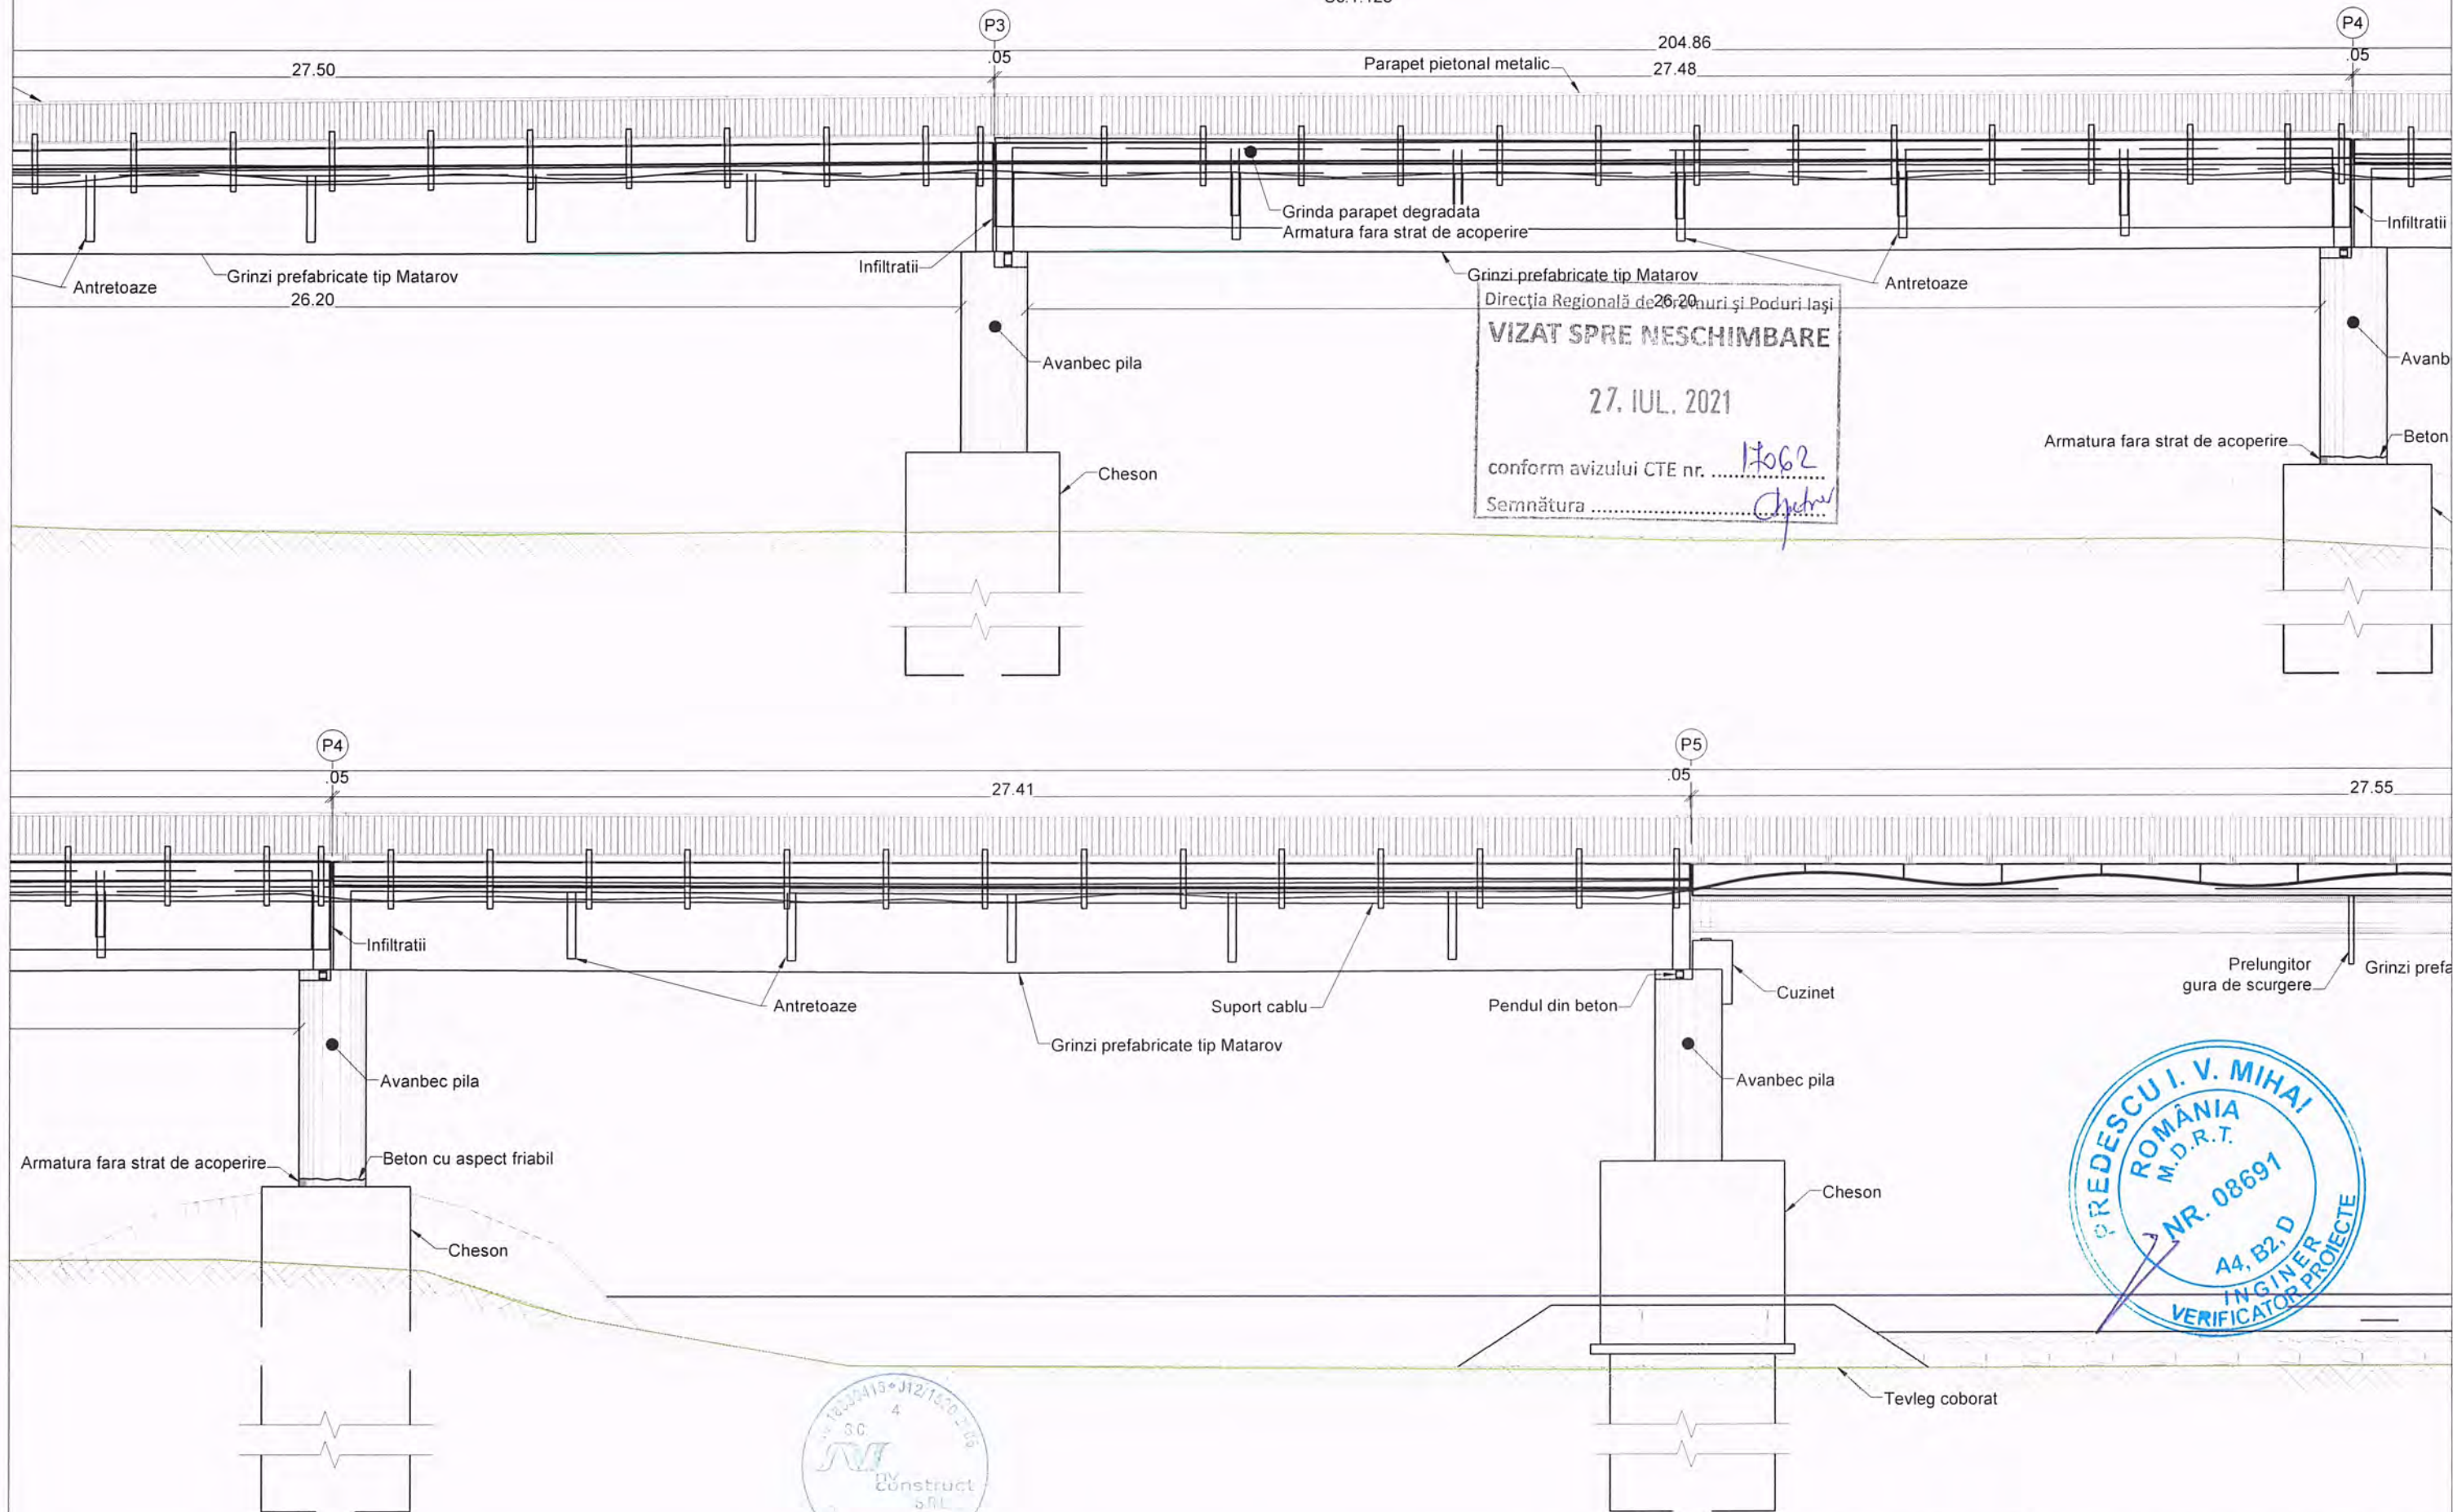 P3
P4
204.86
.05
.05
27.50
Parapet pietonal metalic
27.48
Grinda parapet degradata
Armatura fara strat de acoperire
Infiltratii
Infiltratii
Antretoaze
Grinzi prefabricate tip Matarov
Grinzi prefabricate tip Matarov
Antretoaze
26.20
26.20
Direcția Regională de Drumuri și Poduri Iași
VIZAT SPRE NESCHIMBARE
27. IUL. 2021
conform avizului CTE nr. 17062
Semnătura
Avanbec pila
Avanb
Armatura fara strat de acoperire
Beton
Cheson
P4
P5
.05
.05
27.41
27.55
Infiltratii
Antretoaze
Suport cablu
Pendul din beton
Cuzinet
Prelungitor
gura de scurgere
Grinzi prefa
Grinzi prefabricate tip Matarov
Avanbec pila
Avanbec pila
Armatura fara strat de acoperire
Beton cu aspect friabil
Cheson
Cheson
Tevleg coborat
PREDESCU I. V. MIHAI
ROMÂNIA
M.D.R.T.
NR. 08691
A4, B2, D
INGINER
VERIFICATOR PROIECTE
4
S.C.
construct
S.R.L.